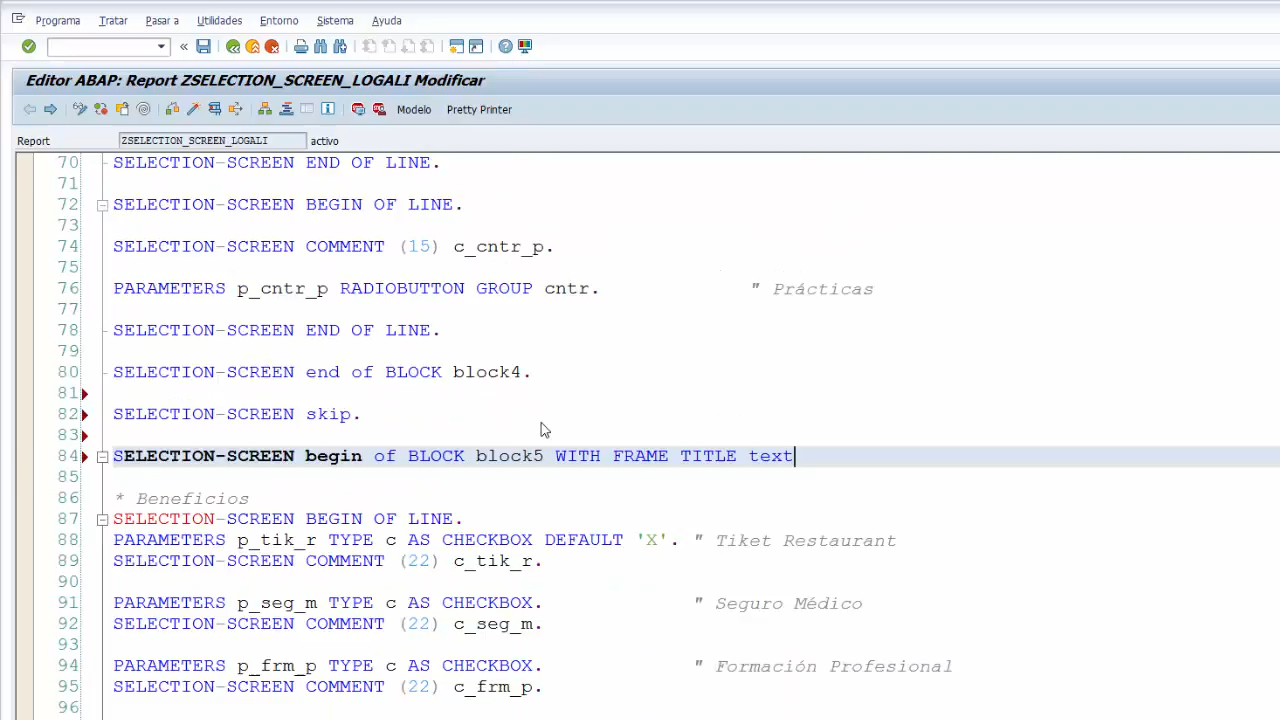 Programa Tratar Pasar a Utilidades Entorno Sistema Ayuda
Editor ABAP: Report ZSELECTION_SCREEN_LOGALI Modificar
Modelo Pretty Printer
Report ZSELECTION_SCREEN_LOGALI activo
70 SELECTION-SCREEN END OF LINE.
71
72 SELECTION-SCREEN BEGIN OF LINE.
73
74 SELECTION-SCREEN COMMENT (15) c_cntr_p.
75
76 PARAMETERS p_cntr_p RADIOBUTTON GROUP cntr. " Prácticas
77
78 SELECTION-SCREEN END OF LINE.
79
80 SELECTION-SCREEN end of BLOCK block4.
81
82 SELECTION-SCREEN skip.
83
84 SELECTION-SCREEN begin of BLOCK block5 WITH FRAME TITLE text
85
86 * Beneficios
87 SELECTION-SCREEN BEGIN OF LINE.
88 PARAMETERS p_tik_r TYPE c AS CHECKBOX DEFAULT 'X'. " Tiket Restaurant
89 SELECTION-SCREEN COMMENT (22) c_tik_r.
90
91 PARAMETERS p_seg_m TYPE c AS CHECKBOX. " Seguro Médico
92 SELECTION-SCREEN COMMENT (22) c_seg_m.
93
94 PARAMETERS p_frm_p TYPE c AS CHECKBOX. " Formación Profesional
95 SELECTION-SCREEN COMMENT (22) c_frm_p.
96